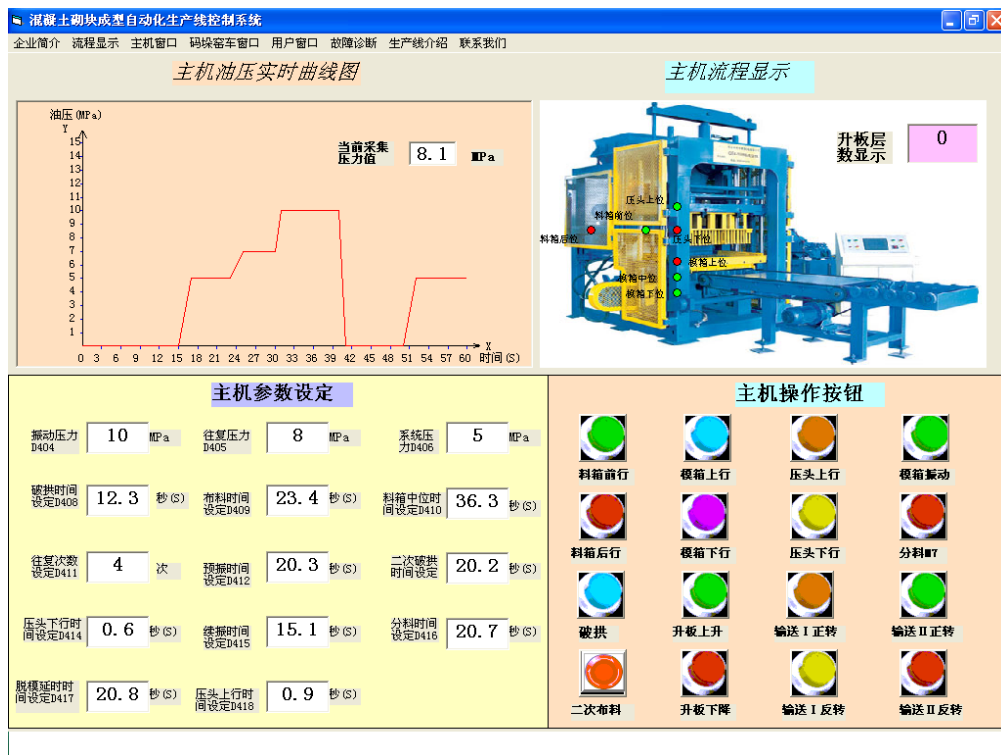 混凝土砌块成型自动化生产线控制系统
企业简介 流程显示 主机窗口 码垛窑车窗口 用户窗口 故障诊断 生产线介绍 联系我们
主机油压实时曲线图
油压(MPa)
Y
15
14
13
12
11
10
9
8
7
6
5
4
3
2
1
0 3 6 9 12 15 18 21 24 27 30 33 36 39 42 45 48 51 54 57 60
X
时间(S)
当前采集
压力值
8.1 MPa
主机流程显示
升板层
数显示
0
压头上位
料箱前位
料箱后位
压头下位
模箱上位
模箱中位
模箱下位
主机参数设定
振动压力
D404
10 MPa
往复压力
D405
8 MPa
系统压
力D406
5 MPa
破拱时间
设定D408
12.3 秒(S)
布料时间
设定D409
23.4 秒(S)
料箱中位时
间设定D410
36.3 秒(S)
往复次数
设定D411
4 次
预振时间
设定D412
20.3 秒(S)
二次破拱
时间设定
20.2 秒(S)
压头下行时
间设定D414
0.6 秒(S)
续振时间
设定D415
15.1 秒(S)
分料时间
设定D416
20.7 秒(S)
脱模延时时
间设定D417
20.8 秒(S)
压头上行时
间设定D418
0.9 秒(S)
主机操作按钮
料箱前行 模箱上行 压头上行 模箱振动
料箱后行 模箱下行 压头下行 分料M7
破拱 升板上升 输送Ⅰ正转 输送Ⅱ正转
二次布料 升板下降 输送Ⅰ反转 输送Ⅱ反转